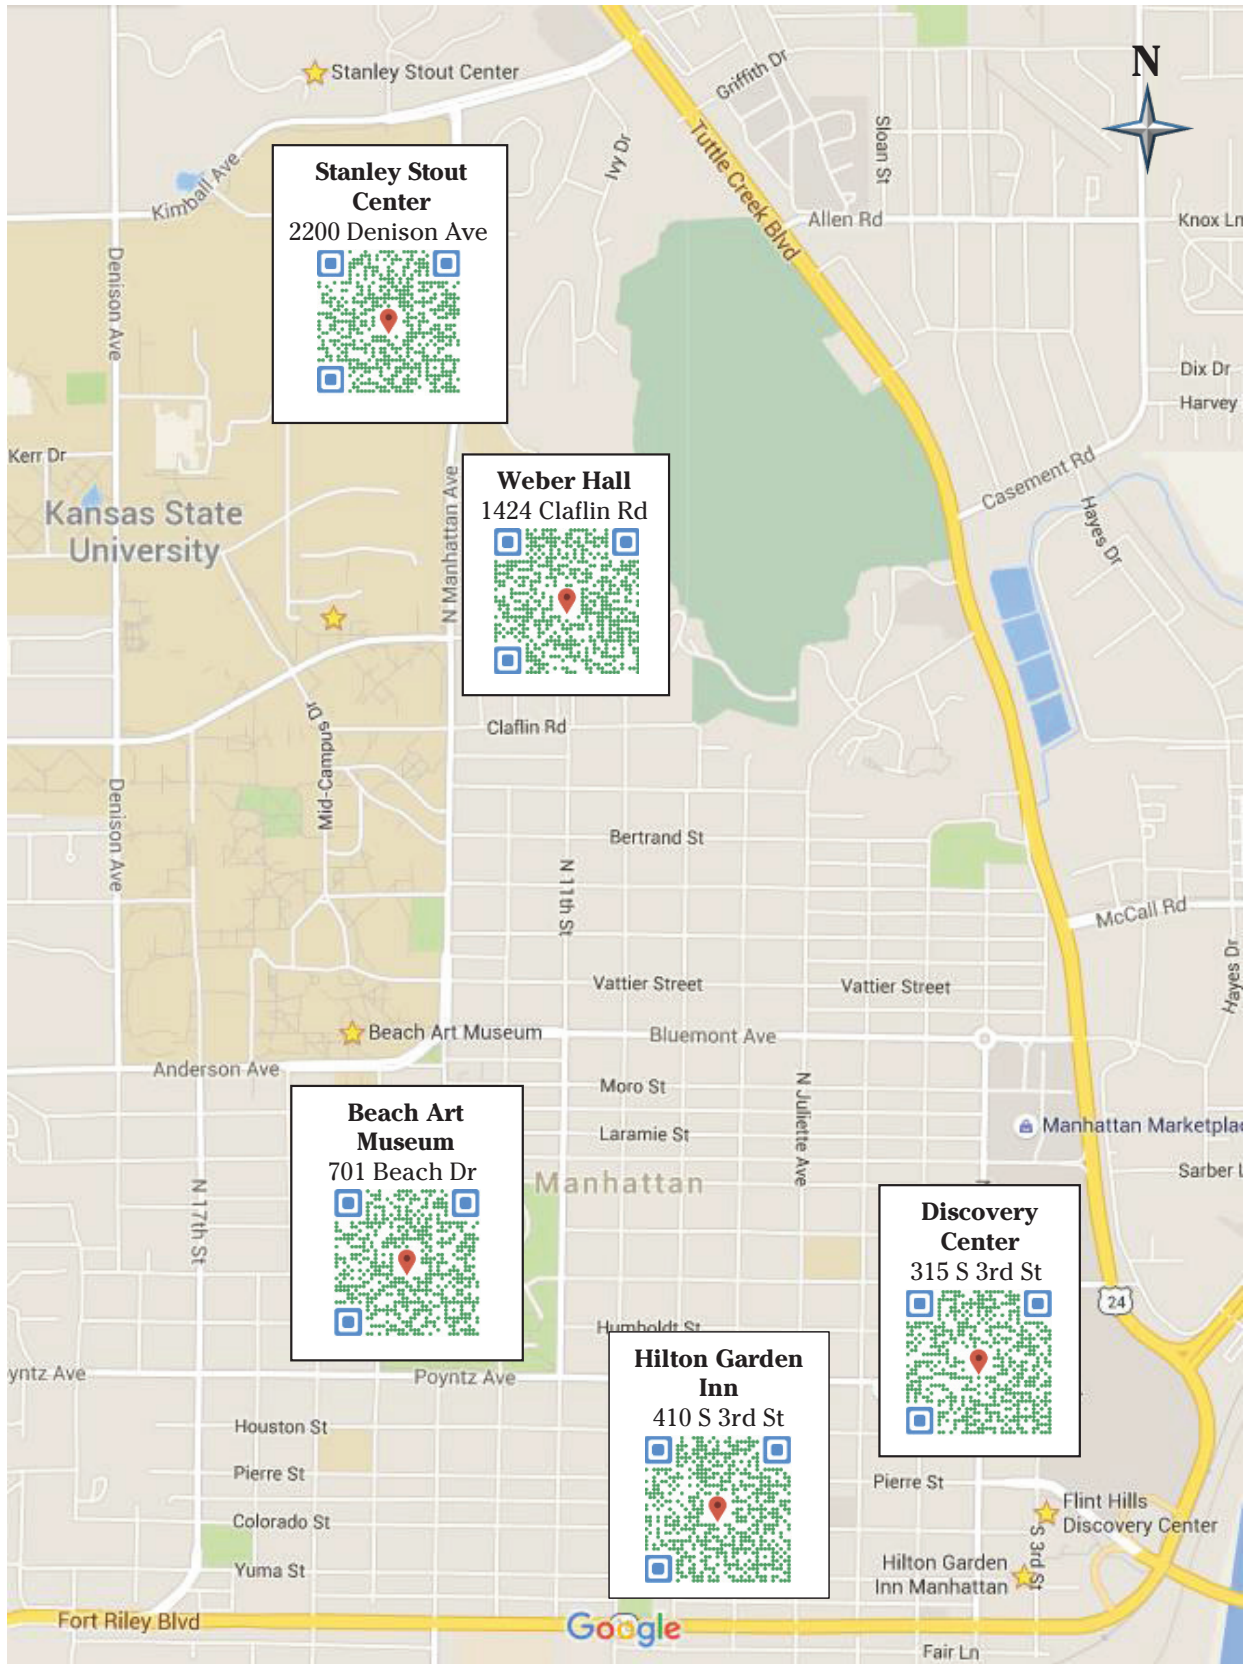 N
Stanley Stout Center
Griffith Dr
Tuttle Creek Blvd
Sloan St
Ivy Dr
Kimball Ave
Stanley Stout
Center
2200 Denison Ave
Allen Rd
Knox Ln
Denison Ave
Dix Dr
Harvey
Kerr Dr
Casement Rd
Hayes Dr
Kansas State
University
N Manhattan Ave
Weber Hall
1424 Claflin Rd
Claflin Rd
Mid-Campus Dr
Denison Ave
Bertrand St
N 11th St
McCall Rd
Hayes Dr
Vattier Street
Vattier Street
Beach Art Museum
Bluemont Ave
Anderson Ave
Moro St
N Juliette Ave
Laramie St
Manhattan Marketplac
Sarber L
Beach Art
Museum
701 Beach Dr
Manhattan
N 17th St
Discovery
Center
315 S 3rd St
24
Humboldt St
Hilton Garden
Inn
410 S 3rd St
oyntz Ave
Poyntz Ave
Houston St
Pierre St
Pierre St
Colorado St
Flint Hills
Discovery Center
Yuma St
S 3rd St
Hilton Garden
Inn Manhattan
Fort Riley Blvd
Google
Fair Ln